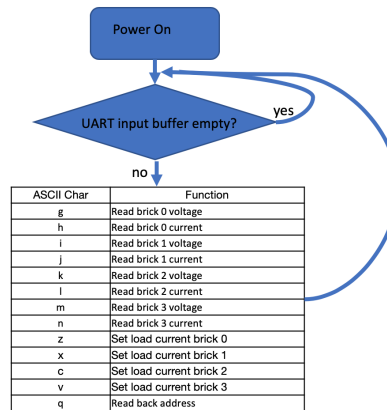 Power On
UART input buffer empty?
yes
no
ASCII Char Function
g Read brick 0 voltage
h Read brick 0 current
i Read brick 1 voltage
j Read brick 1 current
k Read brick 2 voltage
l Read brick 2 current
m Read brick 3 voltage
n Read brick 3 current
z Set load current brick 0
x Set load current brick 1
c Set load current brick 2
v Set load current brick 3
q Read back address